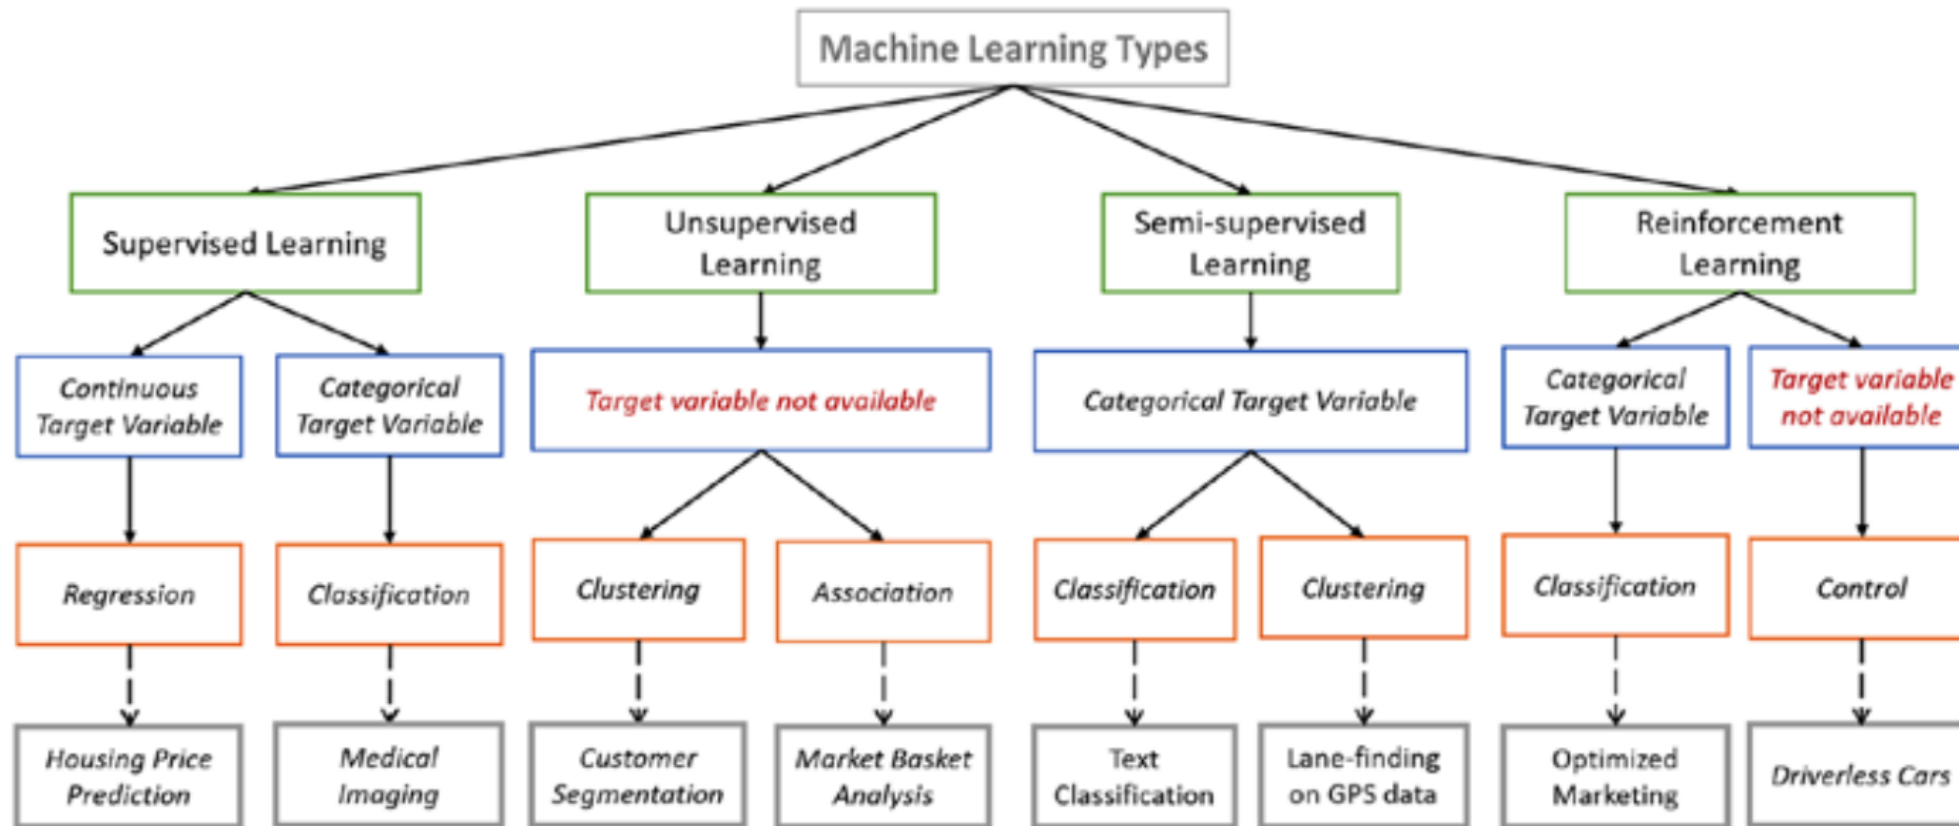 Machine Learning Types
Supervised Learning
Unsupervised
Learning
Semi-supervised
Learning
Reinforcement
Learning
Continuous
Target Variable
Categorical
Target Variable
Target variable not available
Categorical Target Variable
Categorical
Target Variable
Target variable
not available
Regression
Classification
Clustering
Association
Classification
Clustering
Classification
Control
Housing Price
Prediction
Medical
Imaging
Customer
Segmentation
Market Basket
Analysis
Text
Classification
Lane-finding
on GPS data
Optimized
Marketing
Driverless Cars